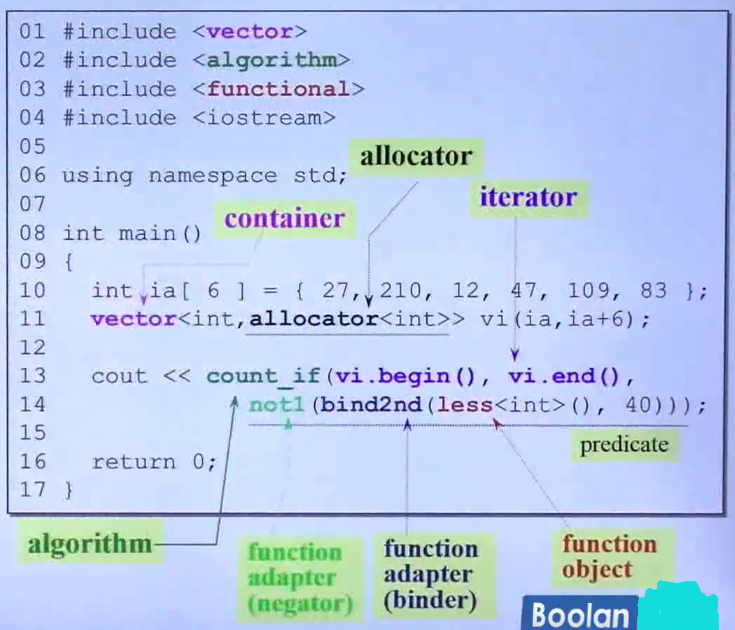 01 #include <vector>
02 #include <algorithm>
03 #include <functional>
04 #include <iostream>
05
allocator
06 using namespace std;
iterator
07
container
08 int main()
09 {
10 int ia[ 6 ] = { 27, 210, 12, 47, 109, 83 };
11 vector<int,allocator<int>> vi(ia,ia+6);
12
13 cout << count_if(vi.begin(), vi.end(),
14 not1(bind2nd(less<int>(), 40)));
15
predicate
16 return 0;
17 }
algorithm
function
adapter
(negator)
function
adapter
(binder)
function
object
Boolan